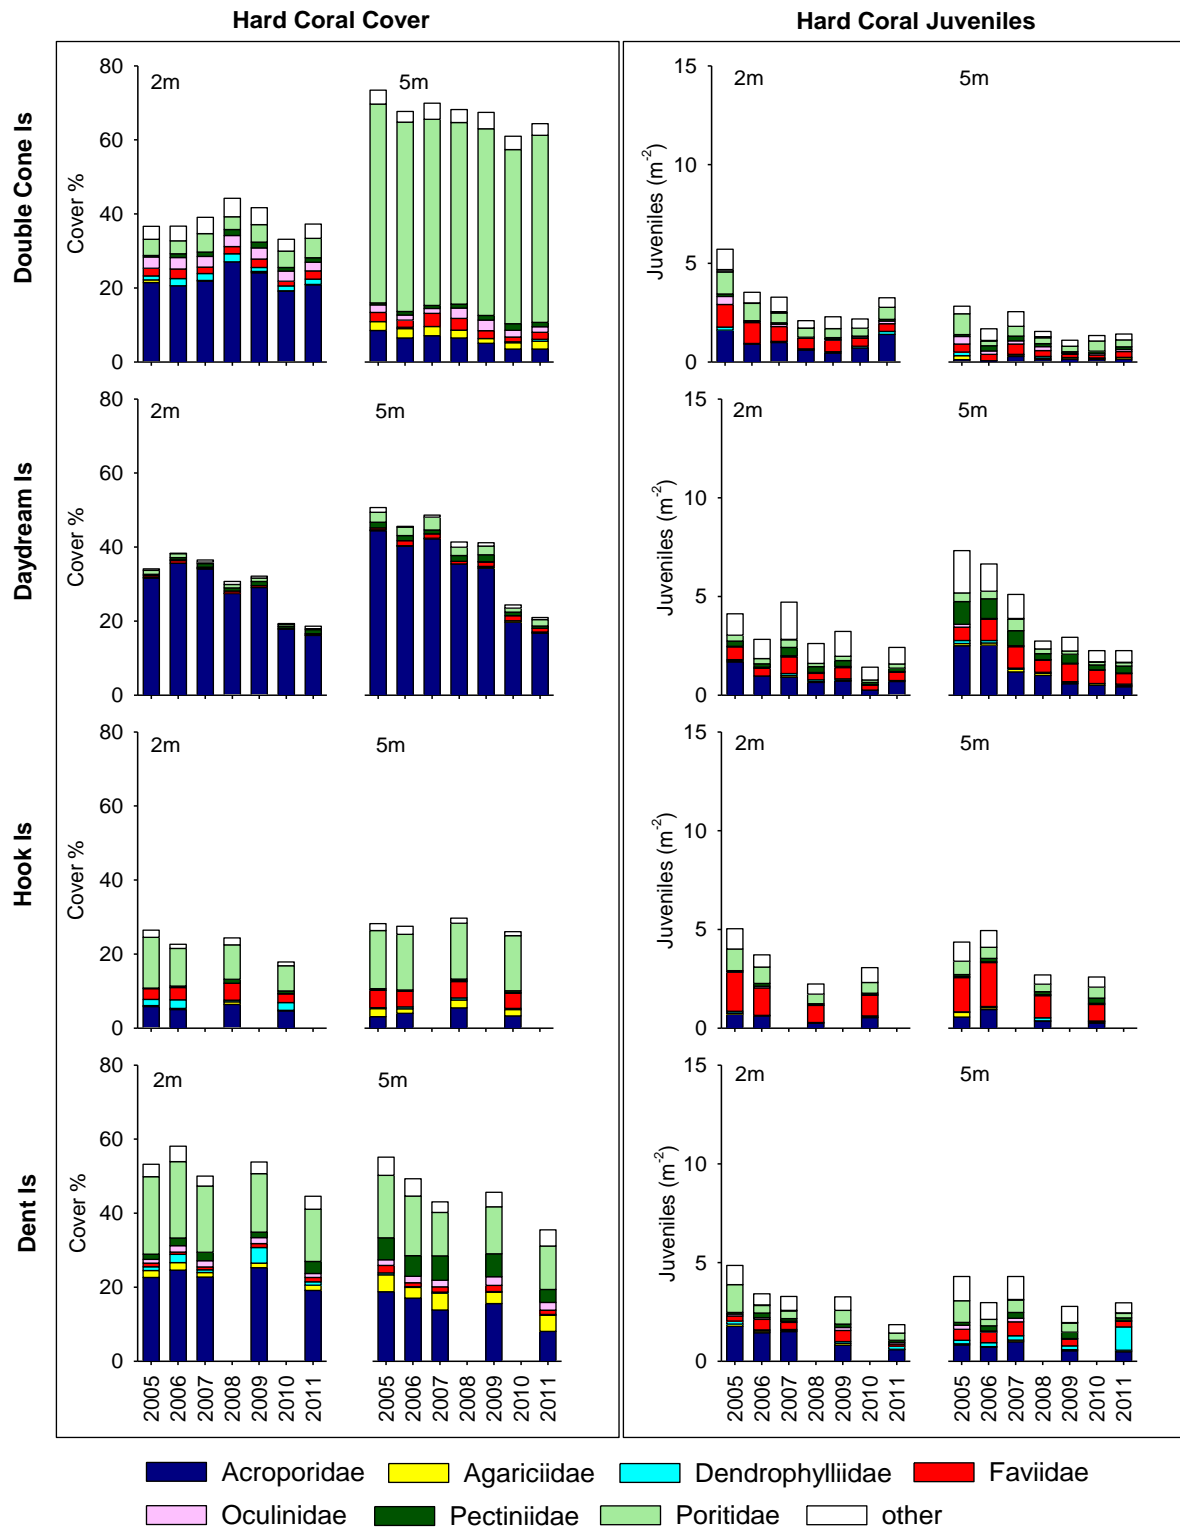 Hard Coral Cover
Hard Coral Juveniles
Double Cone Is
Cover %
80
60
40
20
0
2m
5m
Juveniles (m-2)
15
10
5
0
2m
5m
Daydream Is
Cover %
80
60
40
20
0
2m
5m
Juveniles (m-2)
15
10
5
0
2m
5m
Hook Is
Cover %
80
60
40
20
0
2m
5m
Juveniles (m-2)
15
10
5
0
2m
5m
Dent Is
Cover %
80
60
40
20
0
2m
5m
Juveniles (m-2)
15
10
5
0
2m
5m
2005 2006 2007 2008 2009 2010 2011
2005 2006 2007 2008 2009 2010 2011
2005 2006 2007 2008 2009 2010 2011
2005 2006 2007 2008 2009 2010 2011
Acroporidae Agariciidae Dendrophylliidae Faviidae
Oculinidae Pectiniidae Poritidae other